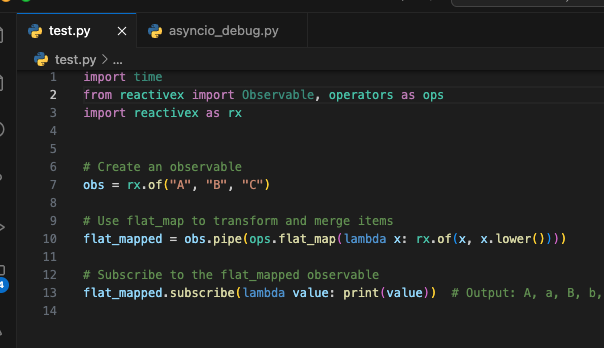 test.py
asyncio_debug.py
test.py > ...
1 import time
2 from reactivex import Observable, operators as ops
3 import reactivex as rx
4
5
6 # Create an observable
7 obs = rx.of("A", "B", "C")
8
9 # Use flat_map to transform and merge items
10 flat_mapped = obs.pipe(ops.flat_map(lambda x: rx.of(x, x.lower())))
11
12 # Subscribe to the flat_mapped observable
13 flat_mapped.subscribe(lambda value: print(value))  # Output: A, a, B, b,
14
4